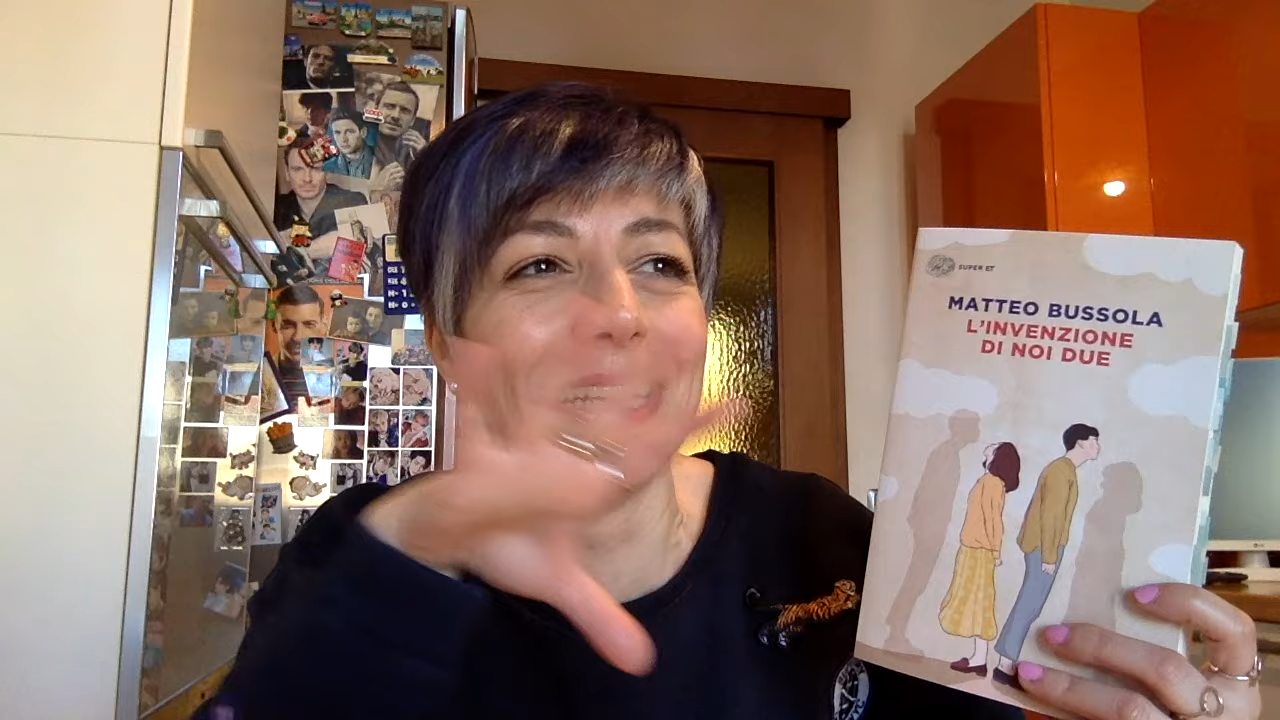 SUPER ET
MATTEO BUSSOLA
L'INVENZIONE
DI NOI DUE